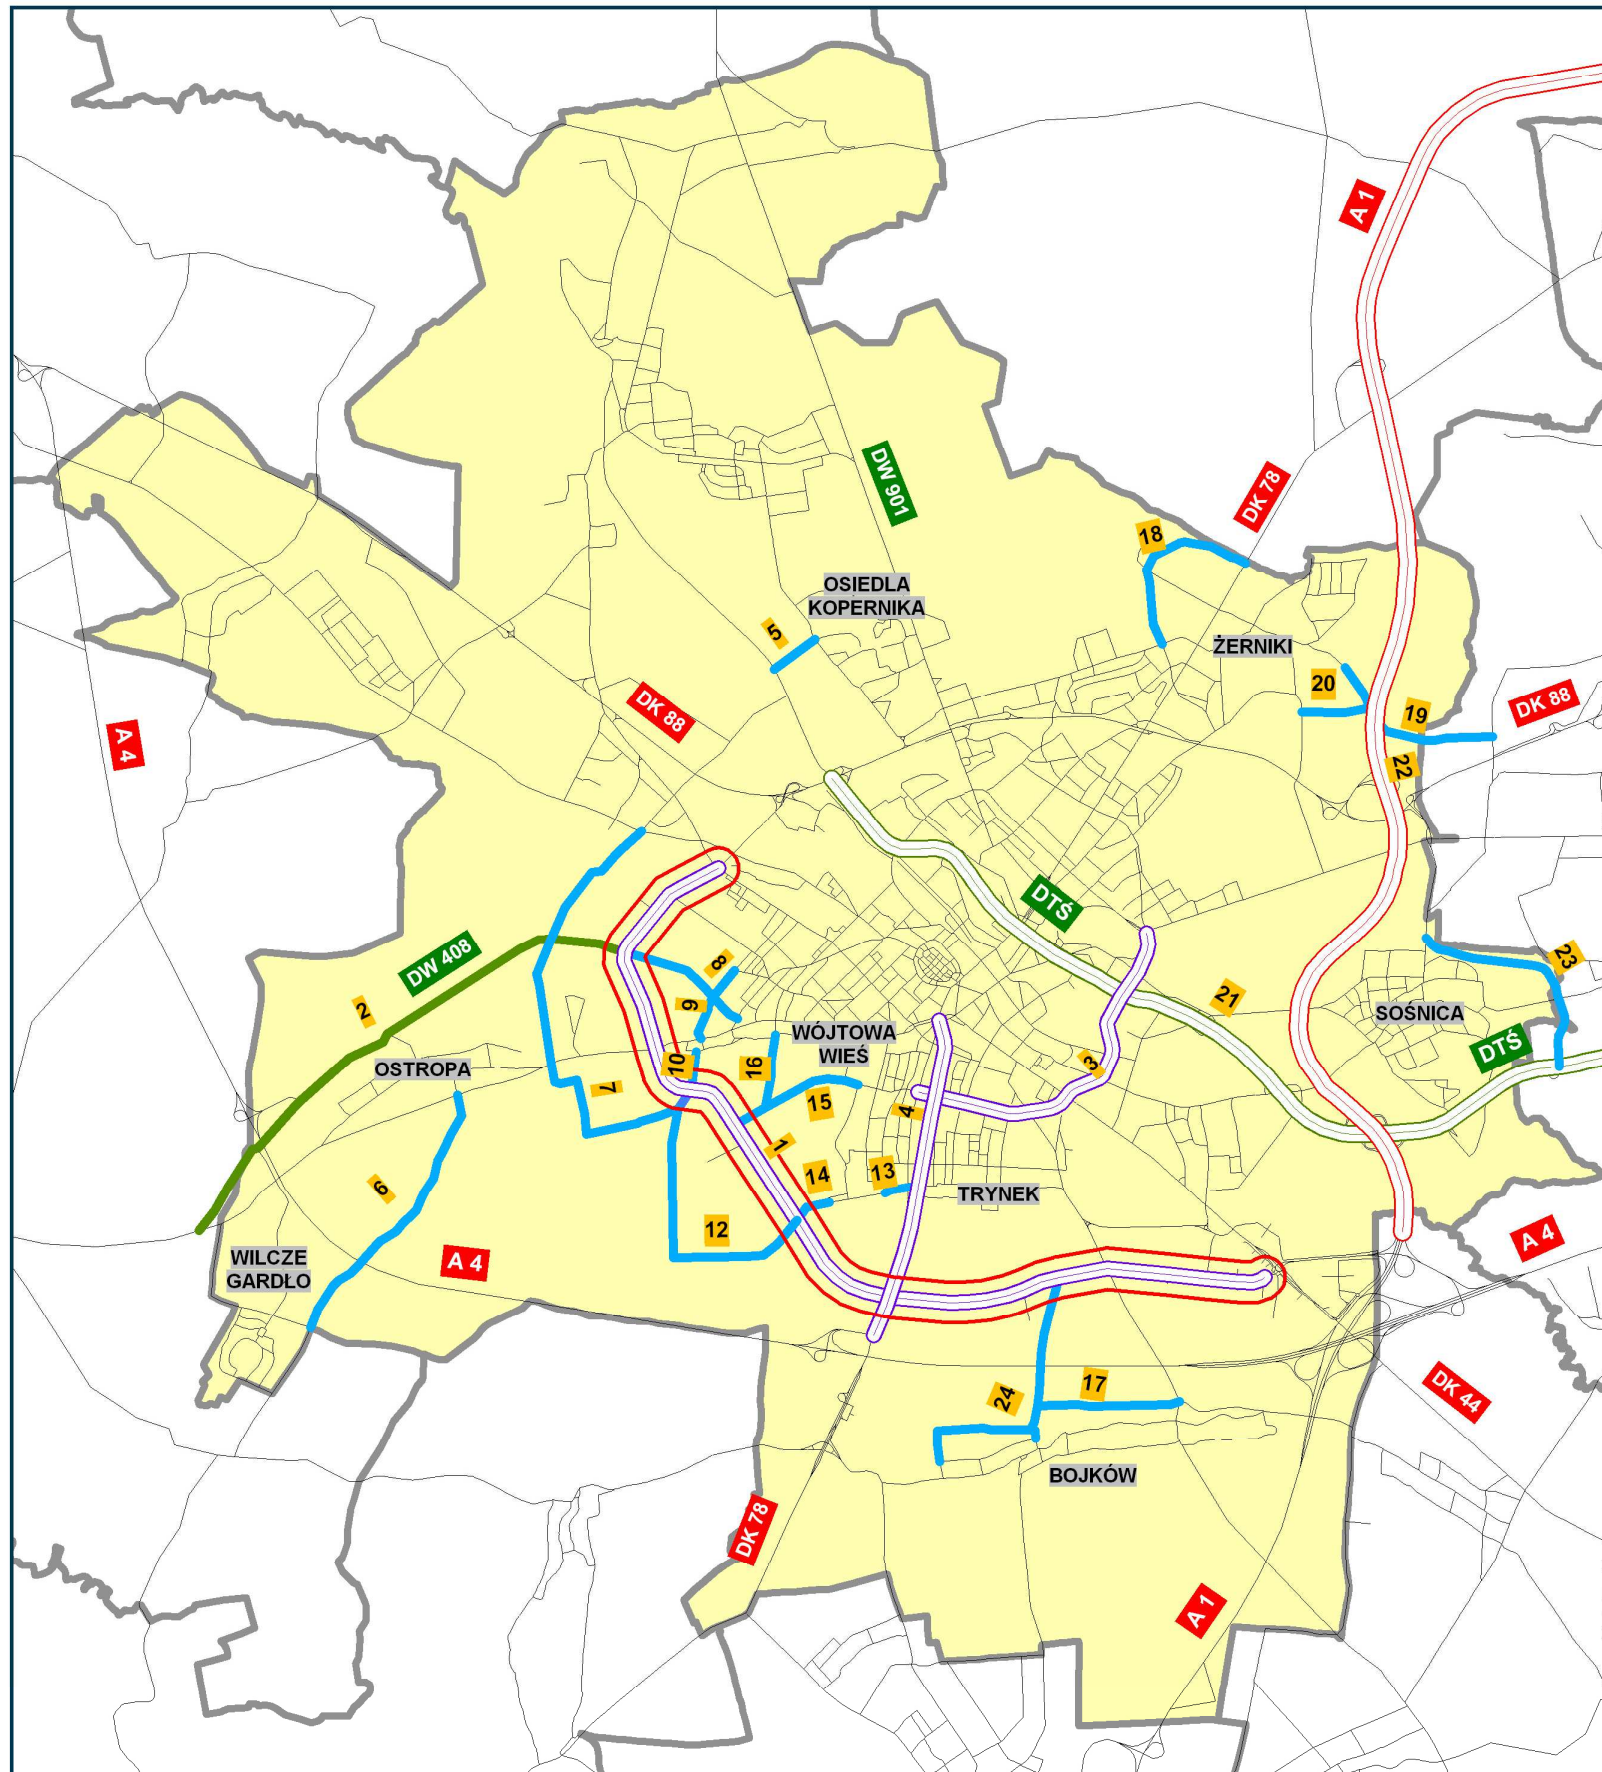 A 1
DW 901
DK 78
18
OSIEDLA
KOPERNIKA
5
ŻERNIKI
20
DK 88
19
DK 88
A 4
22
DTŚ
DW 408
8
23
2
9
21
SOŚNICA
WÓJTOWA
WIEŚ
DTŚ
OSTROPA
10
16
3
7
15
4
1
14
13
6
TRYNEK
12
A 4
WILCZE
GARDŁO
A 4
24
17
DK 44
BOJKÓW
DK 78
A 1